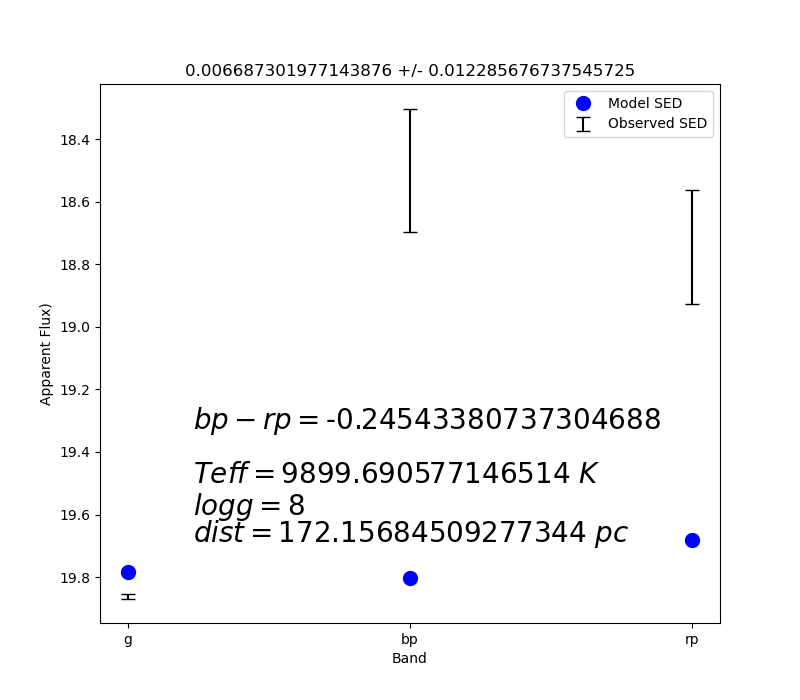 0.006687301977143876 +/- 0.012285676737545725
Model SED
Observed SED
18.4
18.6
18.8
19.0
19.2
19.4
19.6
19.8
Apparent Flux)
bp − rp = -0.24543380737304688
Teff = 9899.690577146514 K
logg = 8
dist = 172.15684509277344 pc
g
bp
rp
Band